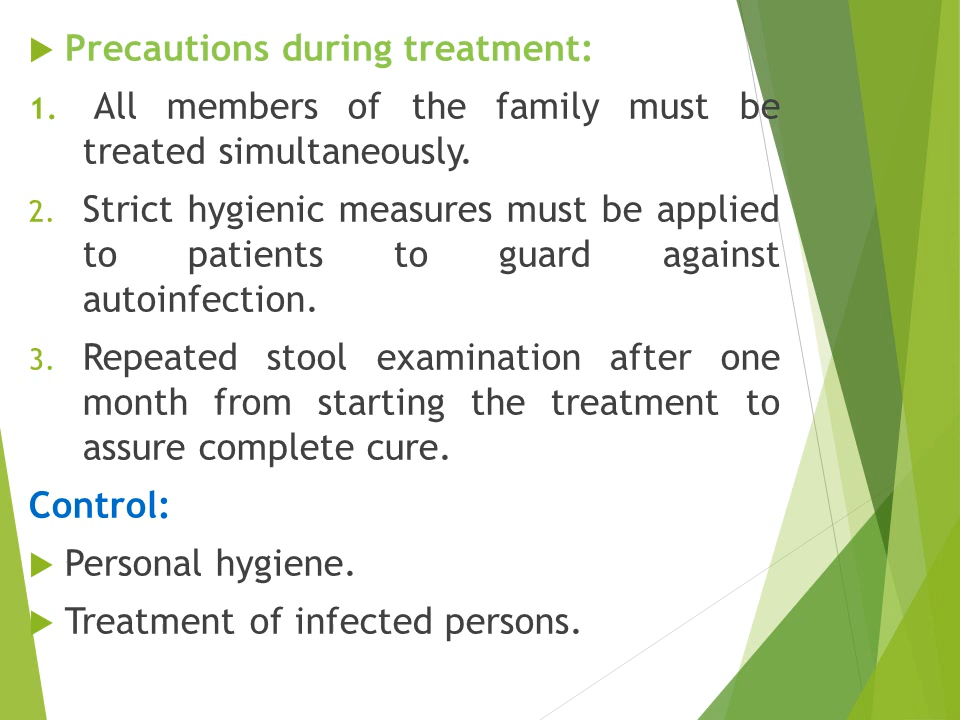 Precautions during treatment:
1. All members of the family must be
treated simultaneously.
2. Strict hygienic measures must be applied
to patients to guard against
autoinfection.
3. Repeated stool examination after one
month from starting the treatment to
assure complete cure.
Control:
Personal hygiene.
Treatment of infected persons.